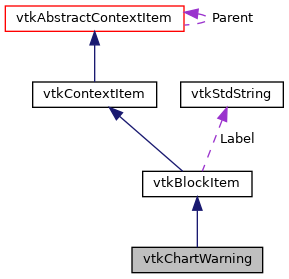 vtkAbstractContextItem
Parent
vtkContextItem
vtkStdString
Label
vtkBlockItem
vtkChartWarning